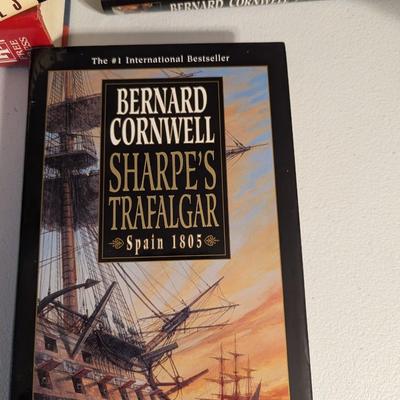 BERNARD CORNWELL
The #1 International Bestseller
BERNARD
CORNWELL
SHARPE'S
TRAFALGAR
Spain 1805